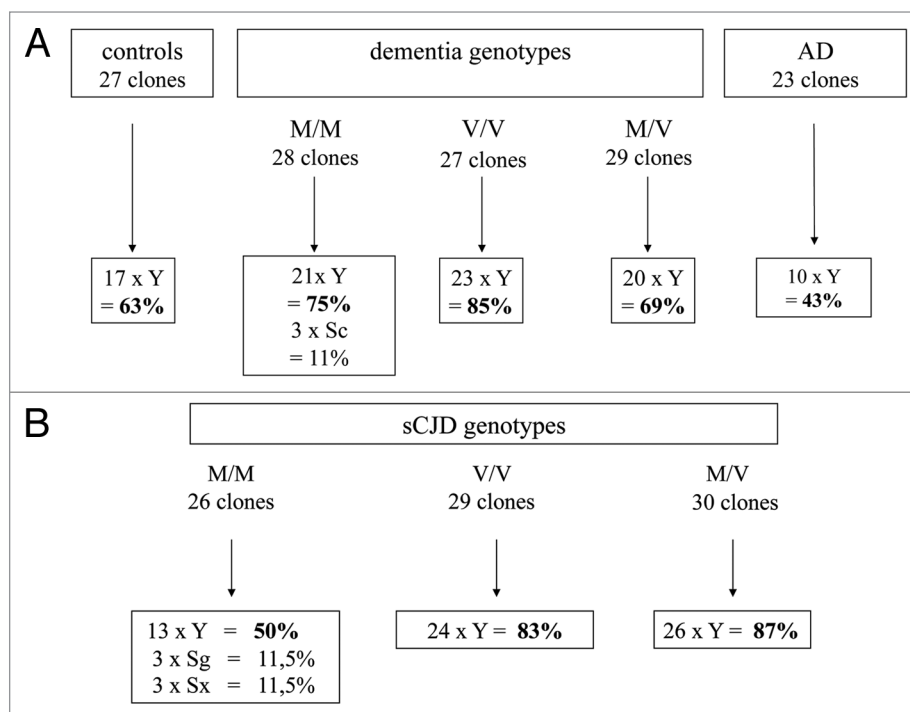 A
controls
27 clones
dementia genotypes
AD
23 clones
M/M
28 clones
V/V
27 clones
M/V
29 clones
17 x Y
= 63%
21x Y
= 75%
3 x Sc
= 11%
23 x Y
= 85%
20 x Y
= 69%
10 x Y
= 43%
B
sCJD genotypes
M/M
26 clones
V/V
29 clones
M/V
30 clones
13 x Y = 50%
3 x Sg = 11,5%
3 x Sx = 11,5%
24 x Y = 83%
26 x Y = 87%